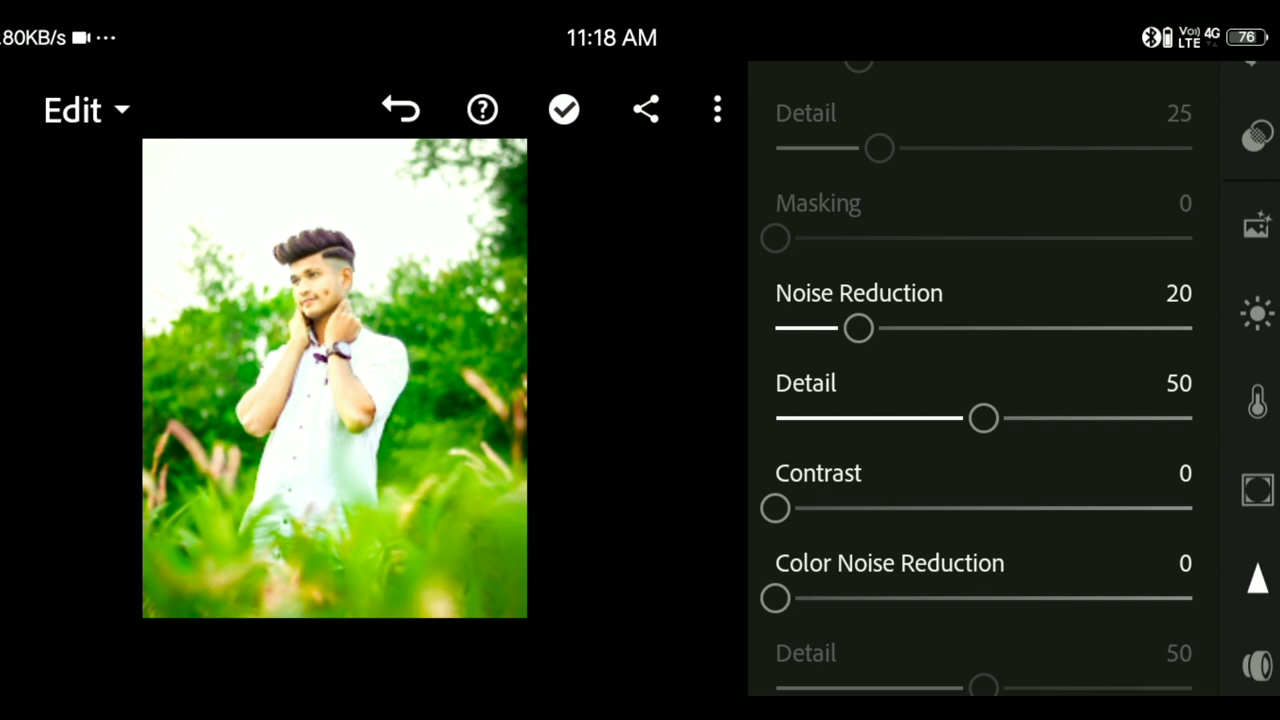 .80KB/s ...
11:18 AM
Vo) LTE 4G 76
Edit
Detail 25
Masking 0
Noise Reduction 20
Detail 50
Contrast 0
Color Noise Reduction 0
Detail 50